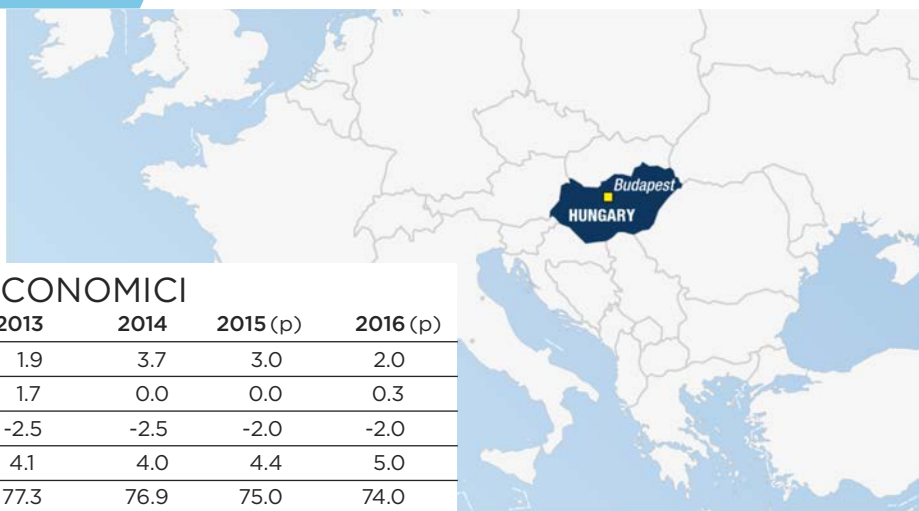 Budapest
HUNGARY
CONOMICI
2013 2014 2015 (p) 2016 (p)
1.9 3.7 3.0 2.0
1.7 0.0 0.0 0.3
-2.5 -2.5 -2.0 -2.0
4.1 4.0 4.4 5.0
77.3 76.9 75.0 74.0